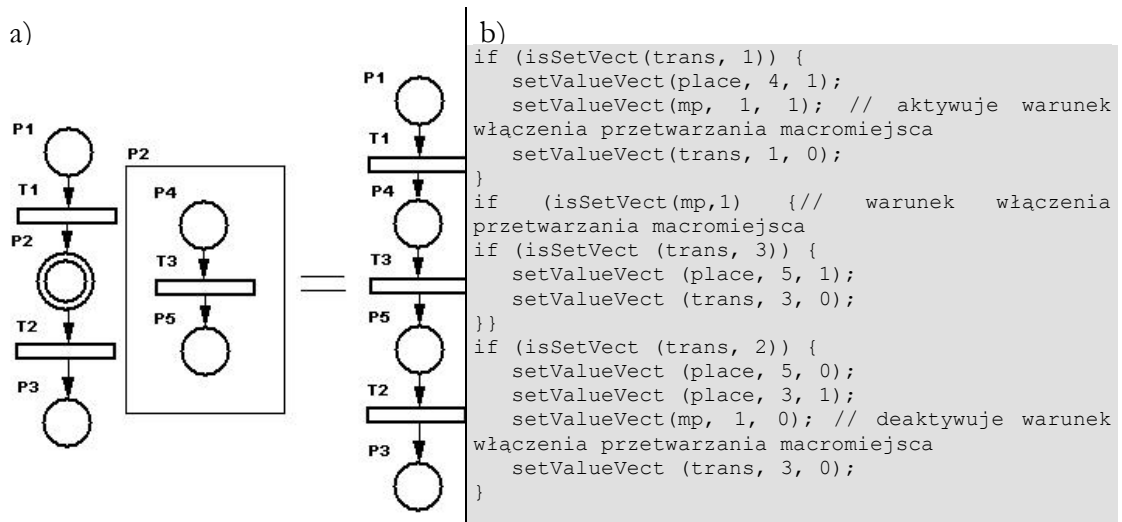 a)
P1
T1
P2
T2
P3
P2
P4
T3
P5
P1
T1
P4
T3
P5
T2
P3
b)
if (isSetVect(trans, 1)) {
setValueVect(place, 4, 1);
setValueVect(mp, 1, 1); // aktywuje warunek
włączenia przetwarzania macromiejsca
setValueVect(trans, 1, 0);
}
if (isSetVect(mp,1) {// warunek włączenia
przetwarzania macromiejsca
if (isSetVect (trans, 3)) {
setValueVect (place, 5, 1);
setValueVect (trans, 3, 0);
}}
if (isSetVect (trans, 2)) {
setValueVect (place, 5, 0);
setValueVect (place, 3, 1);
setValueVect(mp, 1, 0); // deaktywuje warunek
włączenia przetwarzania macromiejsca
setValueVect (trans, 3, 0);
}